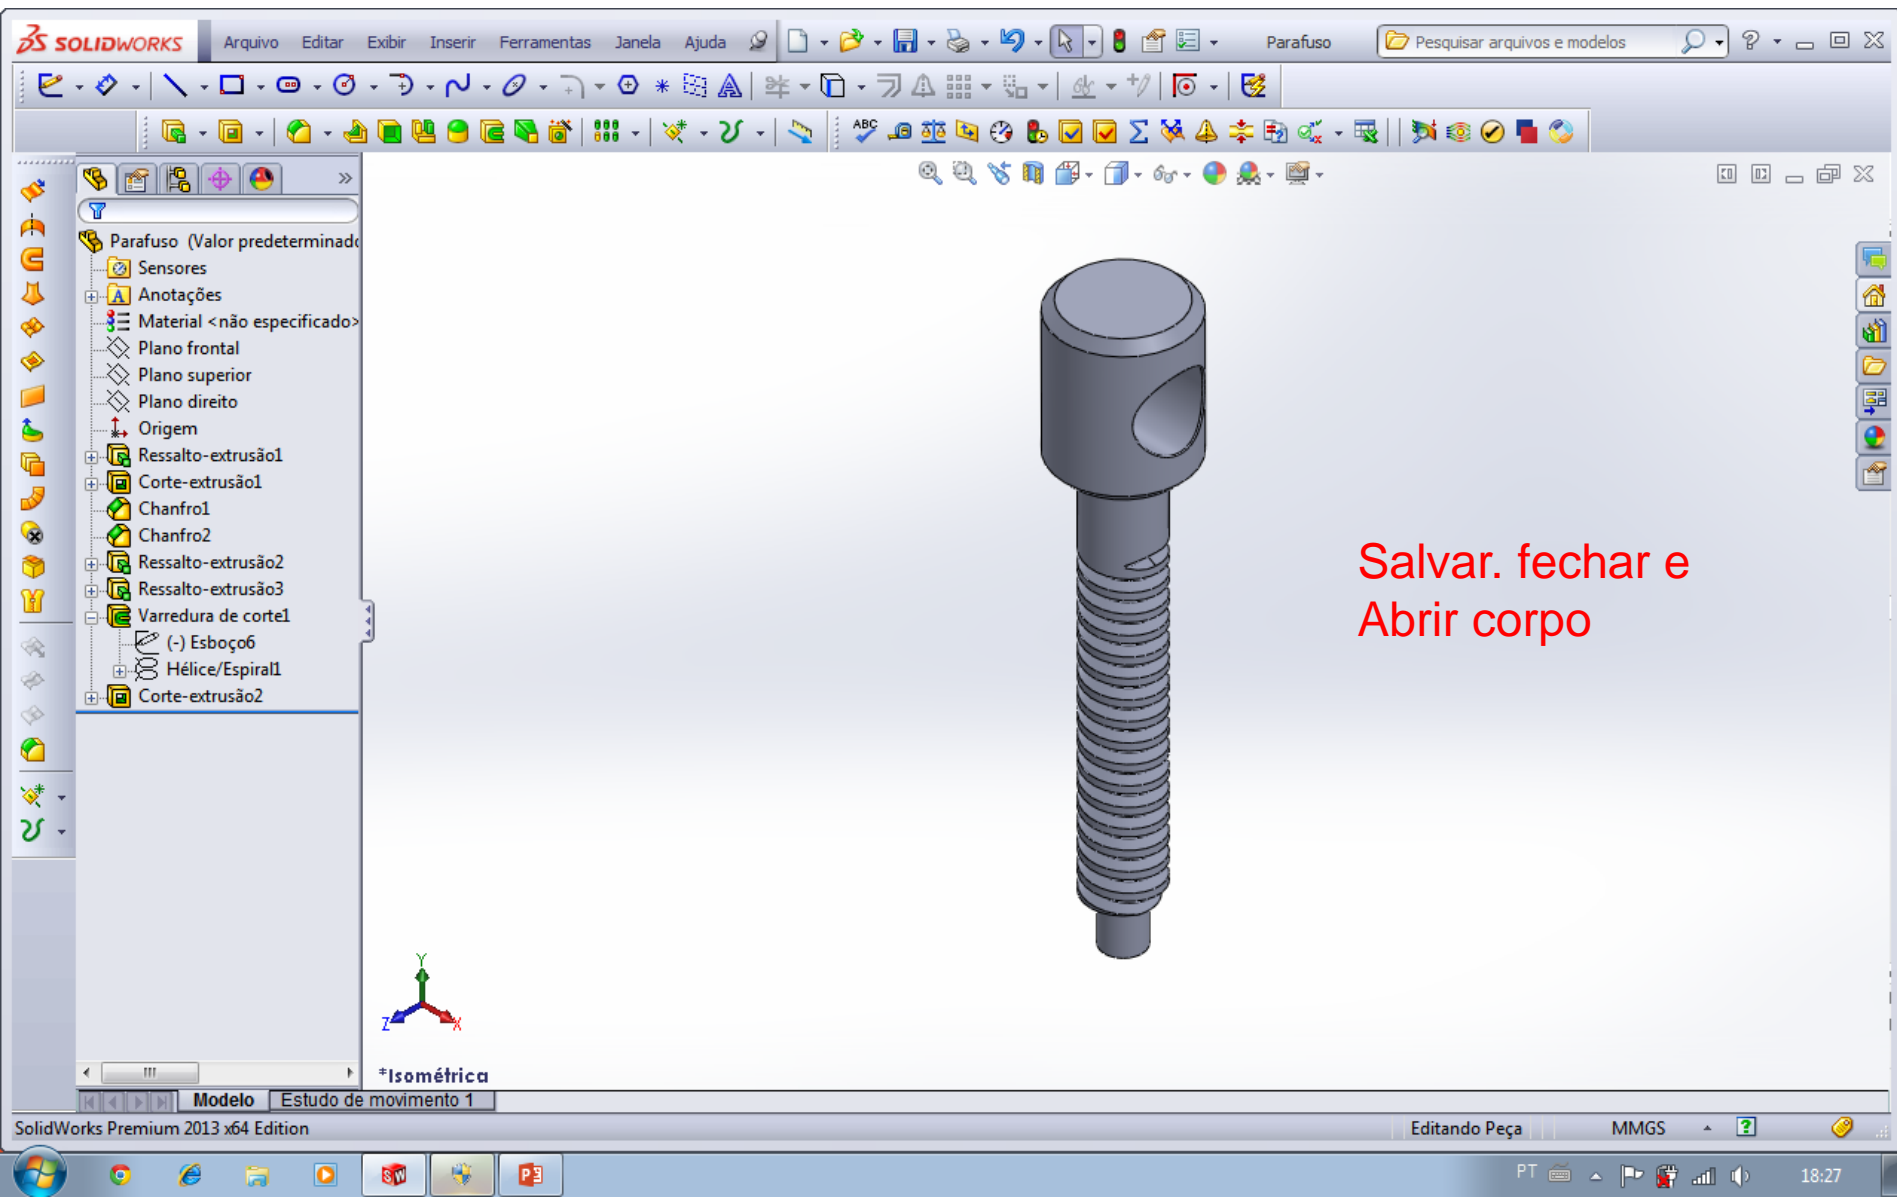 SOLIDWORKS Arquivo Editar Exibir Inserir Ferramentas Janela Ajuda Parafuso Pesquisar arquivos e modelos
ABC
Parafuso (Valor predeterminado
Sensores
Anotações
Material <não especificado>
Plano frontal
Plano superior
Plano direito
Origem
Ressalto-extrusão1
Corte-extrusão1
Chanfro1
Chanfro2
Ressalto-extrusão2
Ressalto-extrusão3
Varredura de corte1
(-) Esboço6
Hélice/Espiral1
Corte-extrusão2
Salvar. fechar e
Abrir corpo
Y
Z X
*Isométrica
Modelo Estudo de movimento 1
SolidWorks Premium 2013 x64 Edition Editando Peça MMGS
PT 18:27